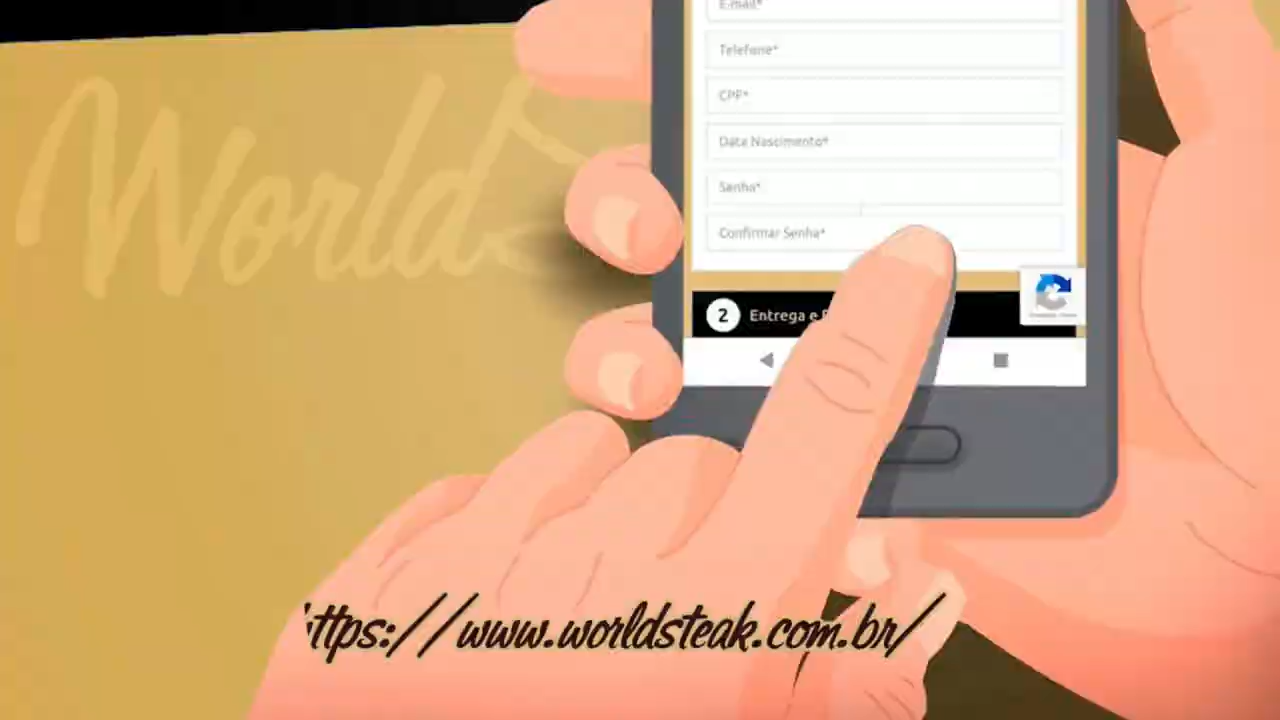 E-mail*
Telefone*
World
CPF*
Data Nascimento*
Senha*
Confirmar Senha*
2 Entrega e
ttps://www.worldsteak.com.br/